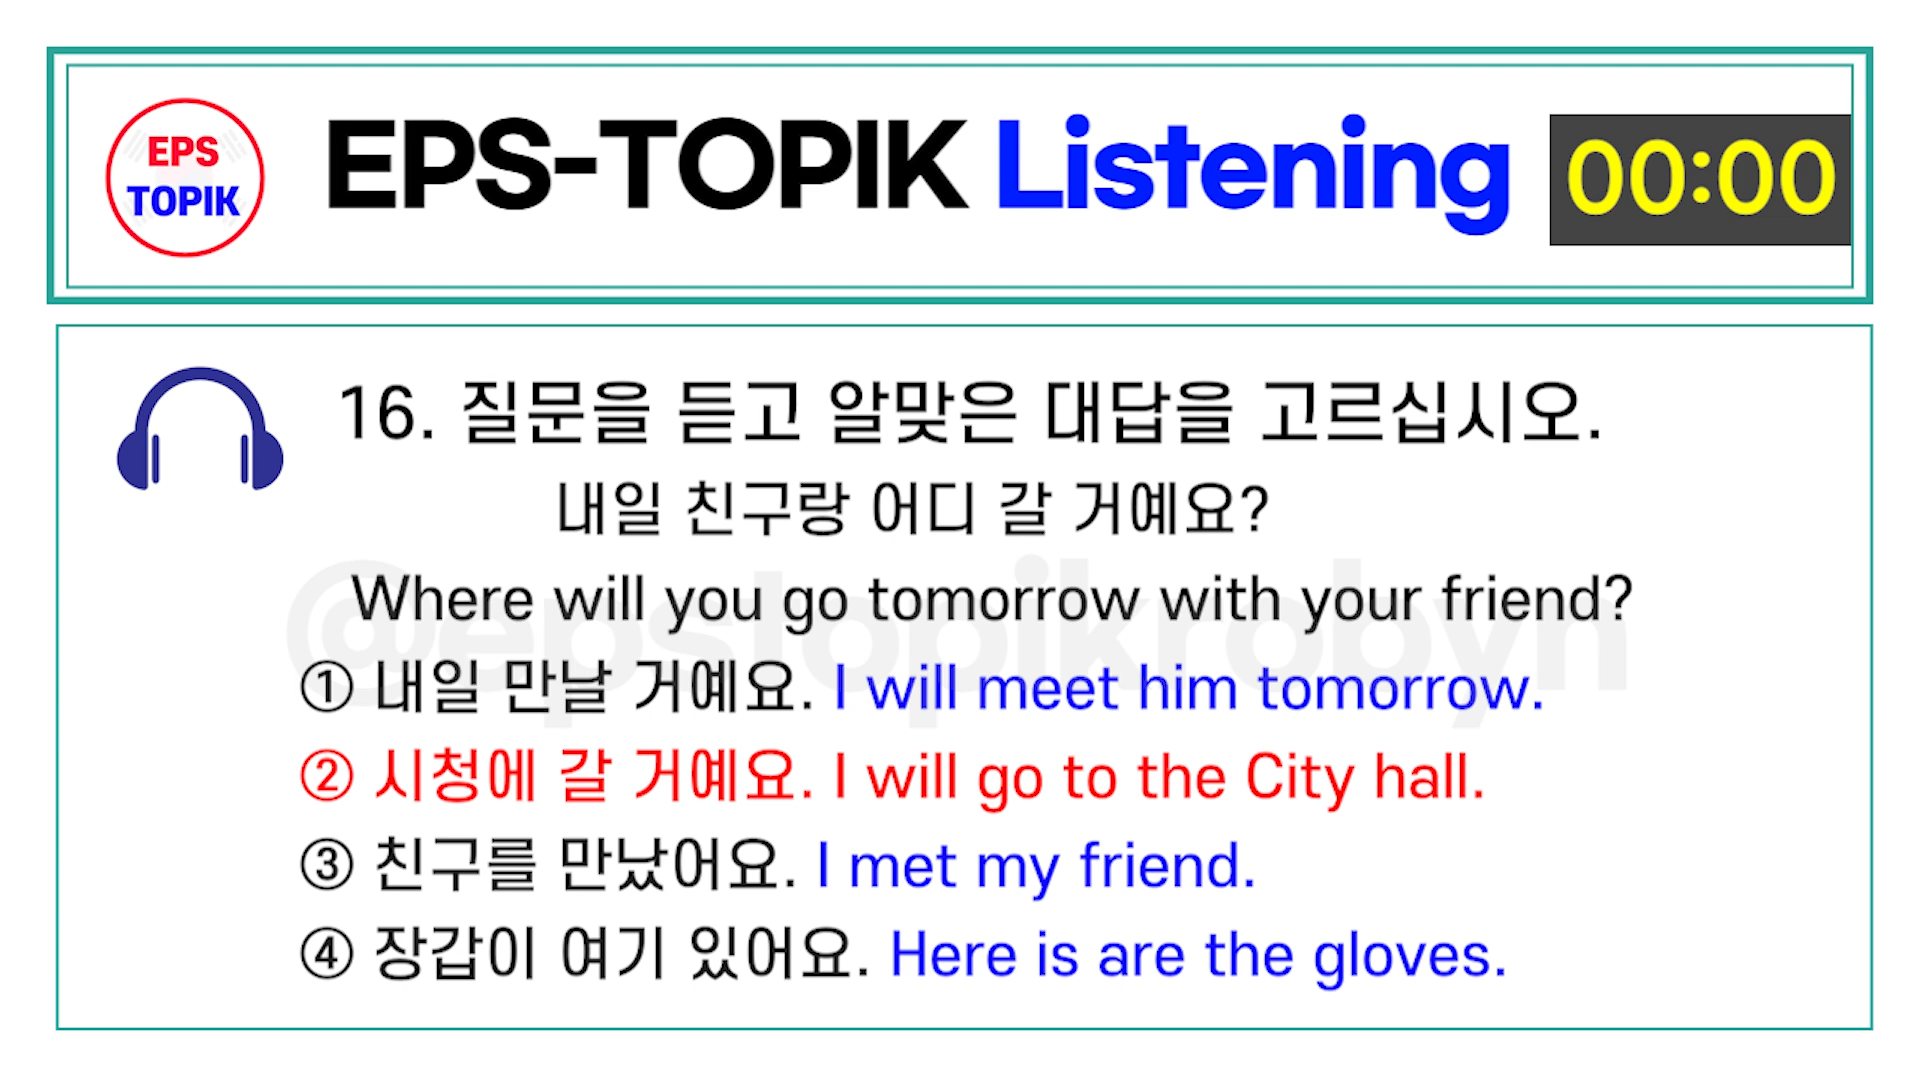 EPS
TOPIK
EPS-TOPIK Listening
00:00
16. 질문을 듣고 알맞은 대답을 고르십시오.
내일 친구랑 어디 갈 거예요?
Where will you go tomorrow with your friend?
@epstopikrobyn
① 내일 만날 거예요. I will meet him tomorrow.
② 시청에 갈 거예요. I will go to the City hall.
③ 친구를 만났어요. I met my friend.
④ 장갑이 여기 있어요. Here is are the gloves.